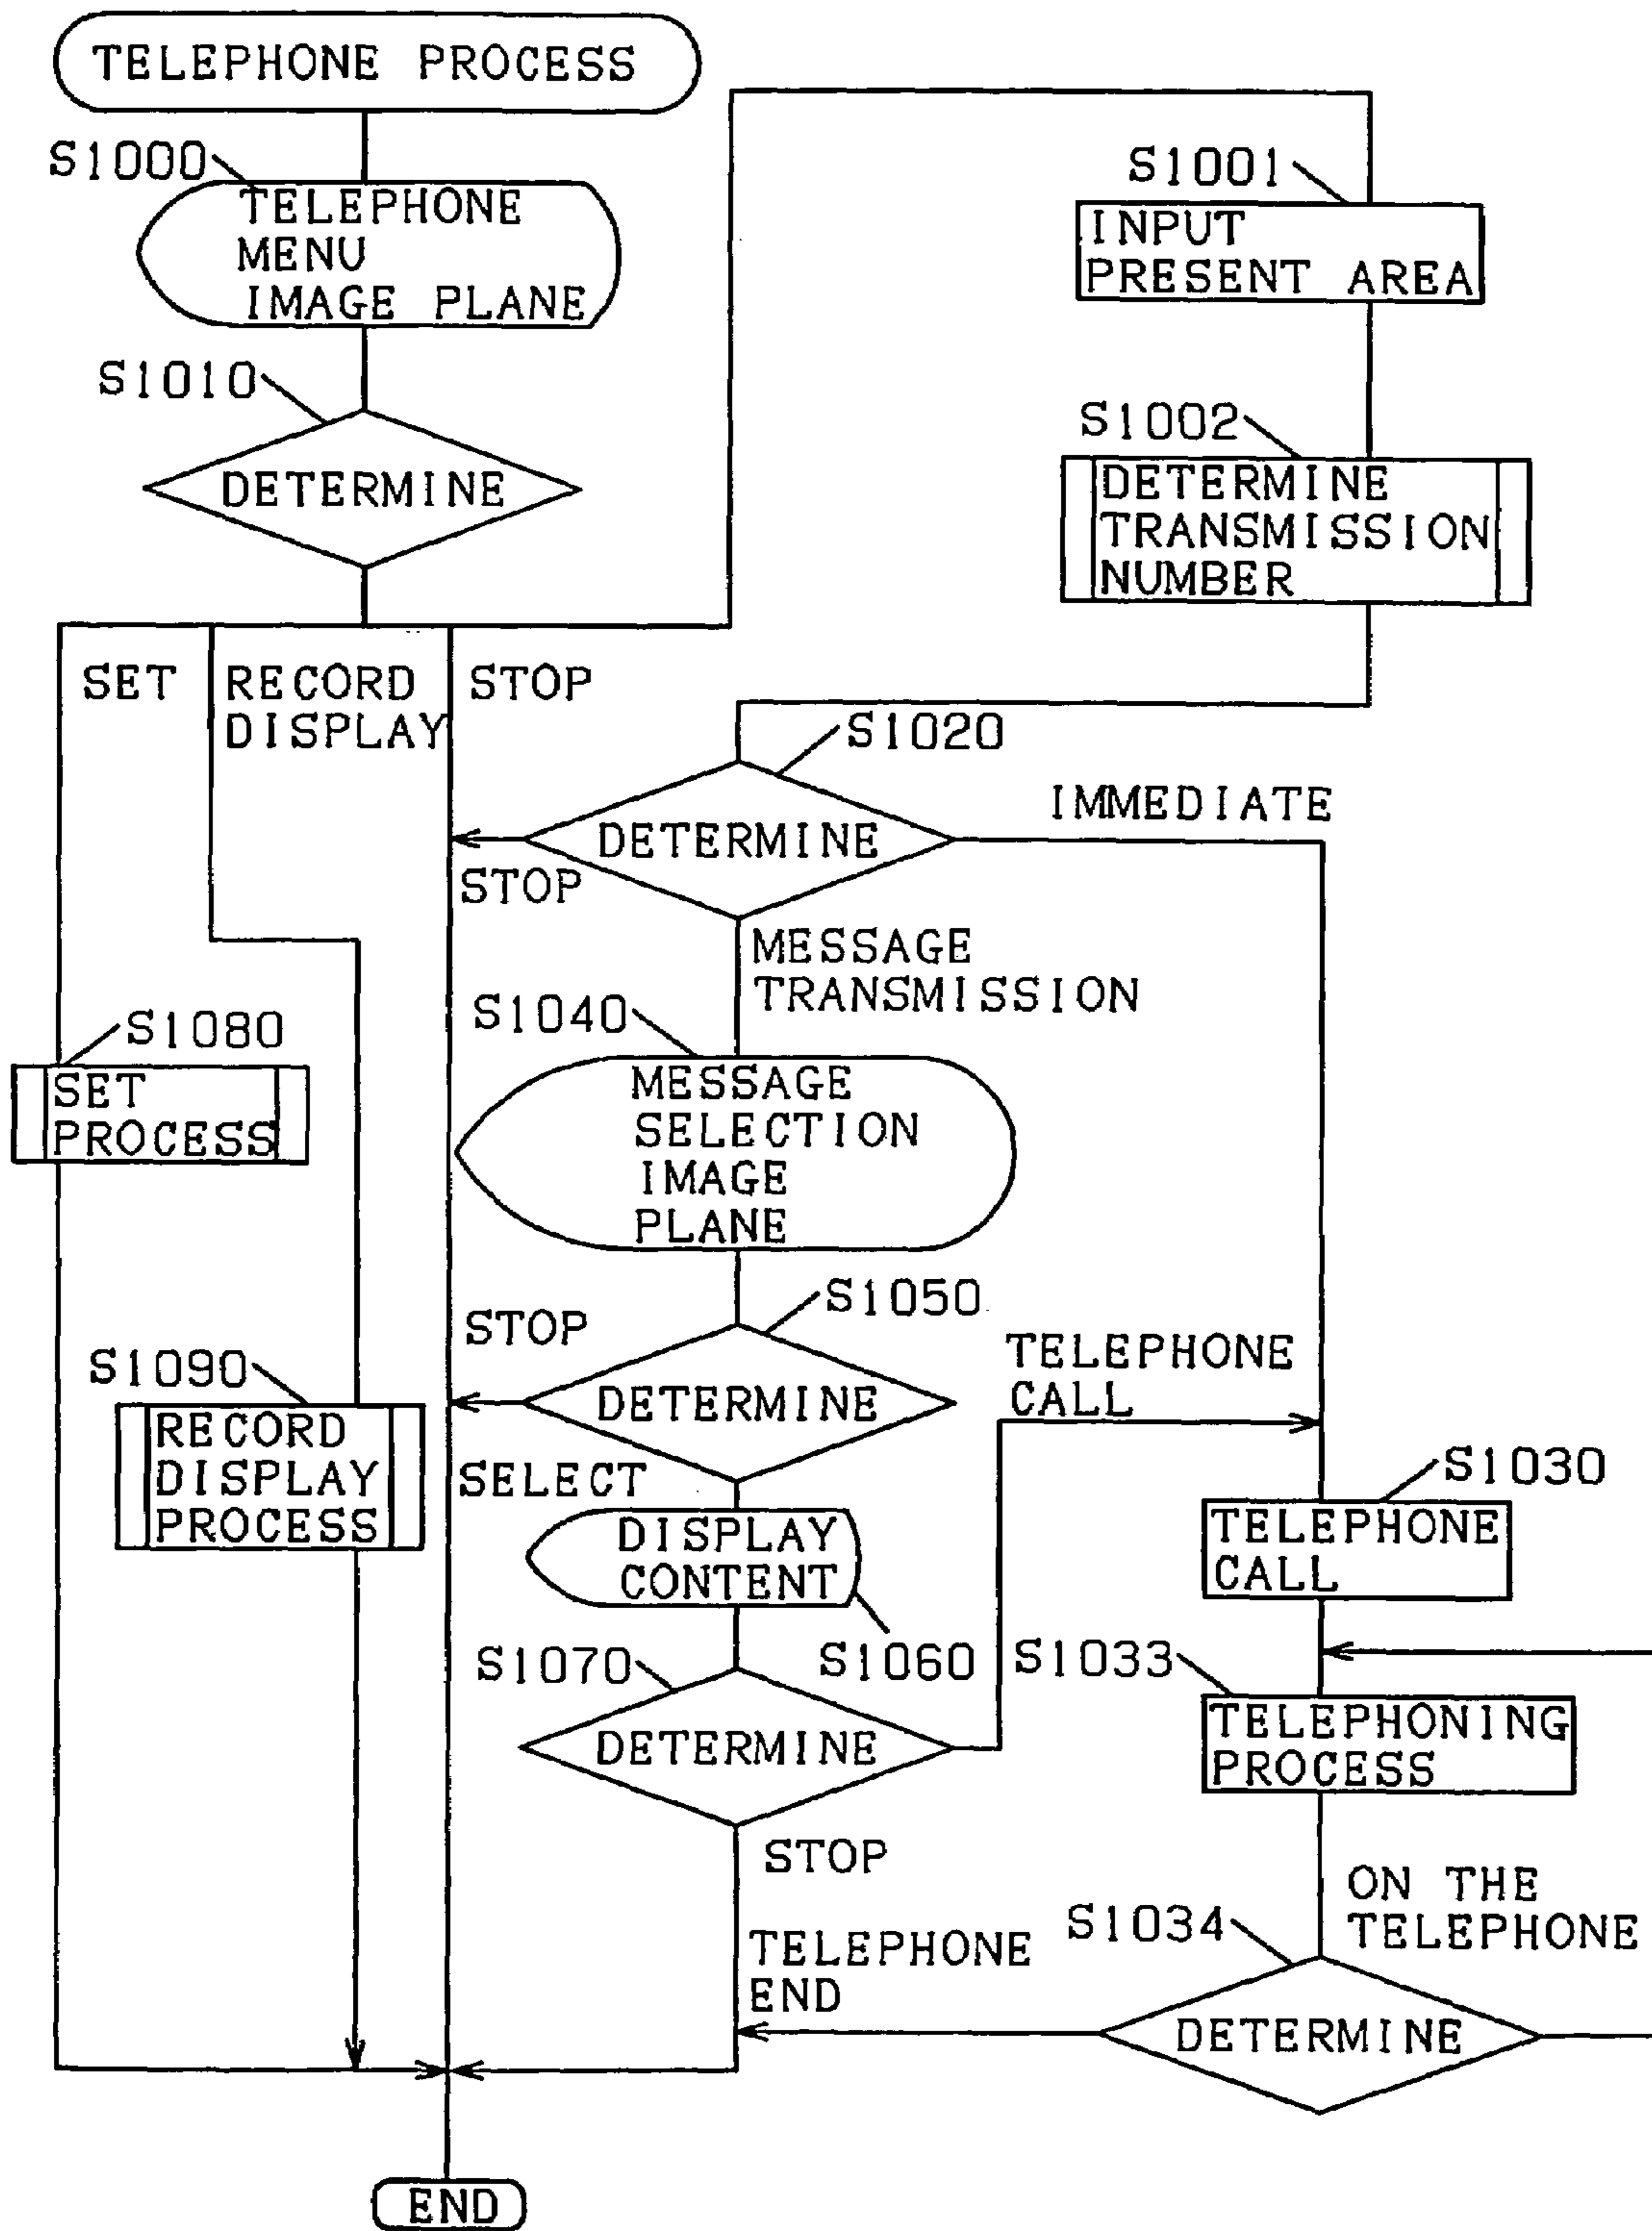 TELEPHONE PROCESS
S1000
TELEPHONE
MENU
IMAGE PLANE
S1010
DETERMINE
S1001
INPUT
PRESENT AREA
S1002
DETERMINE
TRANSMISSION
NUMBER
SET
RECORD
DISPLAY
STOP
S1020
DETERMINE
IMMEDIATE
STOP
MESSAGE
TRANSMISSION
S1080
SET
PROCESS
S1040
MESSAGE
SELECTION
IMAGE
PLANE
S1050
STOP
DETERMINE
TELEPHONE
CALL
S1090
RECORD
DISPLAY
PROCESS
SELECT
DISPLAY
CONTENT
S1060
S1030
TELEPHONE
CALL
S1070
DETERMINE
S1033
TELEPHONING
PROCESS
STOP
ON THE
TELEPHONE
S1034
TELEPHONE
END
DETERMINE
END